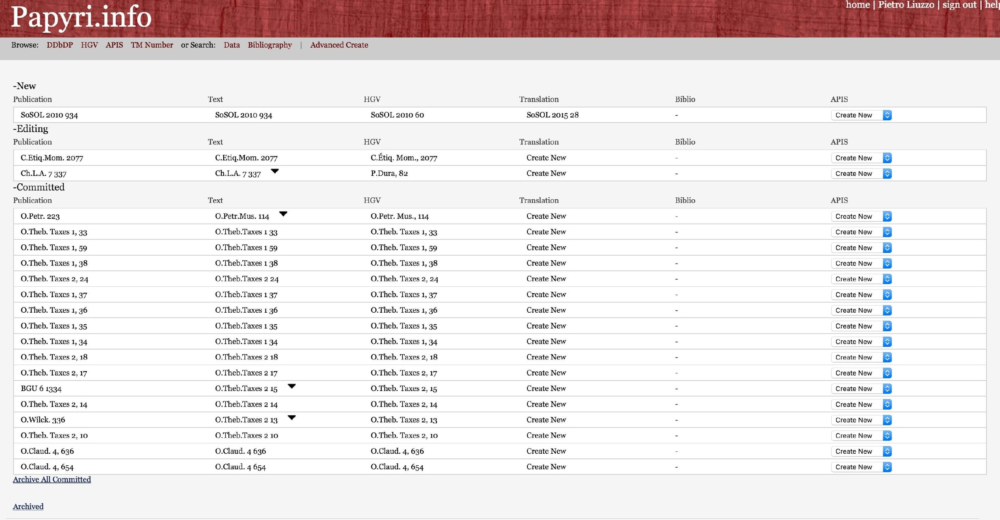 home | Pietro Liuzzo | sign out | help
Papyri.info
Browse: DDbDP HGV APIS TM Number or Search: Data Bibliography | Advanced Create
-New
Publication Text HGV Translation Biblio APIS
SoSOL 2010 934 SoSOL 2010 934 SoSOL 2010 60 SoSOL 2015 28 - Create New
-Editing
Publication Text HGV Translation Biblio APIS
C.Etiq.Mom. 2077 C.Etiq.Mom. 2077 C.Étiq. Mom., 2077 Create New - Create New
Ch.L.A. 7 337 Ch.L.A. 7 337 P.Dura, 82 Create New - Create New
-Committed
Publication Text HGV Translation Biblio APIS
O.Petr. 223 O.Petr.Mus. 114 O.Petr. Mus., 114 Create New - Create New
O.Theb. Taxes 1, 33 O.Theb.Taxes 1 33 O.Theb. Taxes 1, 33 Create New - Create New
O.Theb. Taxes 1, 59 O.Theb.Taxes 1 59 O.Theb. Taxes 1, 59 Create New - Create New
O.Theb. Taxes 1, 38 O.Theb.Taxes 1 38 O.Theb. Taxes 1, 38 Create New - Create New
O.Theb. Taxes 2, 24 O.Theb.Taxes 2 24 O.Theb. Taxes 2, 24 Create New - Create New
O.Theb. Taxes 1, 37 O.Theb.Taxes 1 37 O.Theb. Taxes 1, 37 Create New - Create New
O.Theb. Taxes 1, 36 O.Theb.Taxes 1 36 O.Theb. Taxes 1, 36 Create New - Create New
O.Theb. Taxes 1, 35 O.Theb.Taxes 1 35 O.Theb. Taxes 1, 35 Create New - Create New
O.Theb. Taxes 1, 34 O.Theb.Taxes 1 34 O.Theb. Taxes 1, 34 Create New - Create New
O.Theb. Taxes 2, 18 O.Theb.Taxes 2 18 O.Theb. Taxes 2, 18 Create New - Create New
O.Theb. Taxes 2, 17 O.Theb.Taxes 2 17 O.Theb. Taxes 2, 17 Create New - Create New
BGU 6 1334 O.Theb.Taxes 2 15 O.Theb. Taxes 2, 15 Create New - Create New
O.Theb. Taxes 2, 14 O.Theb.Taxes 2 14 O.Theb. Taxes 2, 14 Create New - Create New
O.Wilck. 336 O.Theb.Taxes 2 13 O.Theb. Taxes 2, 13 Create New - Create New
O.Theb. Taxes 2, 10 O.Theb.Taxes 2 10 O.Theb. Taxes 2, 10 Create New - Create New
O.Claud. 4, 636 O.Claud. 4 636 O.Claud. 4, 636 Create New - Create New
O.Claud. 4, 654 O.Claud. 4 654 O.Claud. 4, 654 Create New - Create New
Archive All Committed
Archived